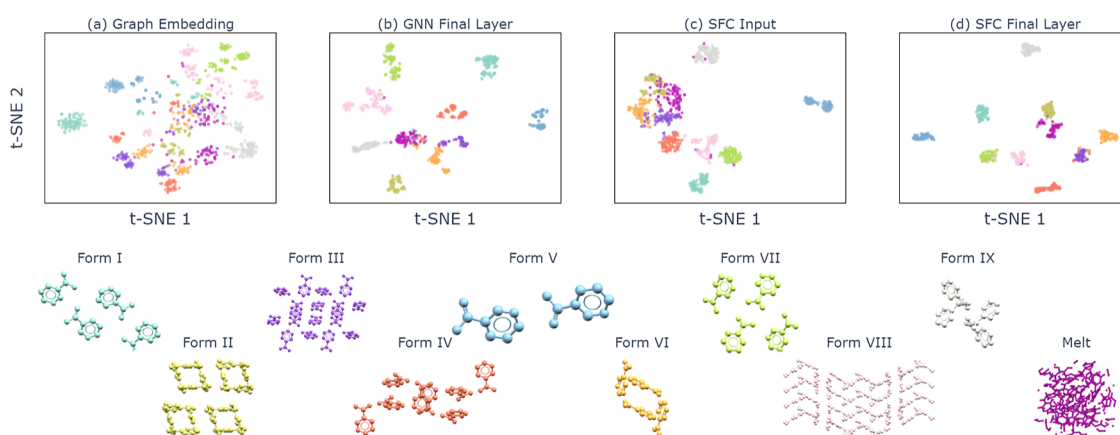 (a) Graph Embedding
(b) GNN Final Layer
(c) SFC Input
(d) SFC Final Layer
t-SNE 2
t-SNE 1
t-SNE 1
t-SNE 1
t-SNE 1
Form I
Form III
Form V
Form VII
Form IX
Form II
Form IV
Form VI
Form VIII
Melt